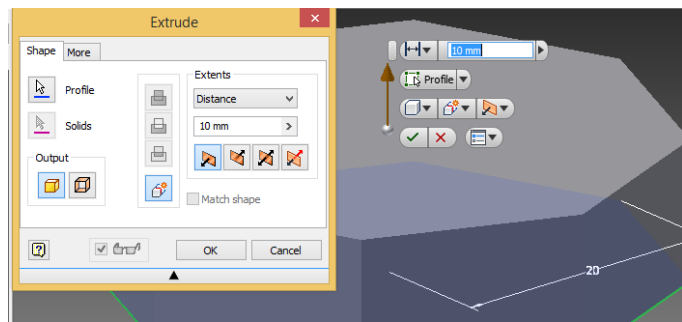 Extrude
Shape
More
Profile
Solids
Output
Extents
Distance
10 mm
Match shape
OK
Cancel
10 mm
Profile
20